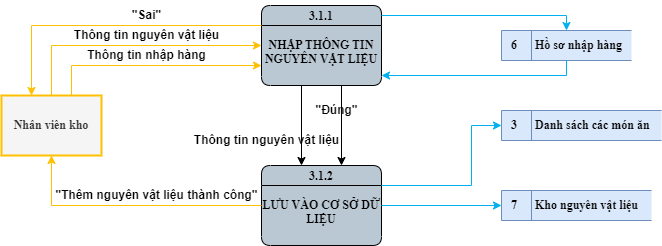 "Sai"
Thông tin nguyên vật liệu
Thông tin nhập hàng
3.1.1
NHẬP THÔNG TIN
NGUYÊN VẬT LIỆU
6 Hồ sơ nhập hàng
Nhân viên kho
"Đúng"
Thông tin nguyên vật liệu
3 Danh sách các món ăn
3.1.2
LƯU VÀO CƠ SỞ DỮ
LIỆU
"Thêm nguyên vật liệu thành công"
7 Kho nguyên vật liệu